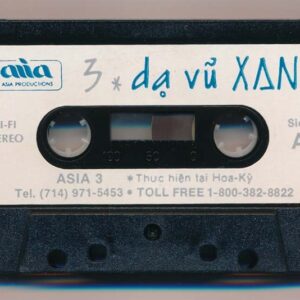 asia
ASIA PRODUCTIONS
3 * dạ vũ XAN
I-FI
EREO
Sid
A
100 50 0
ASIA 3 * Thực hiện tại Hoa-Kỳ
Tel. (714) 971-5453 • TOLL FREE 1-800-382-8822